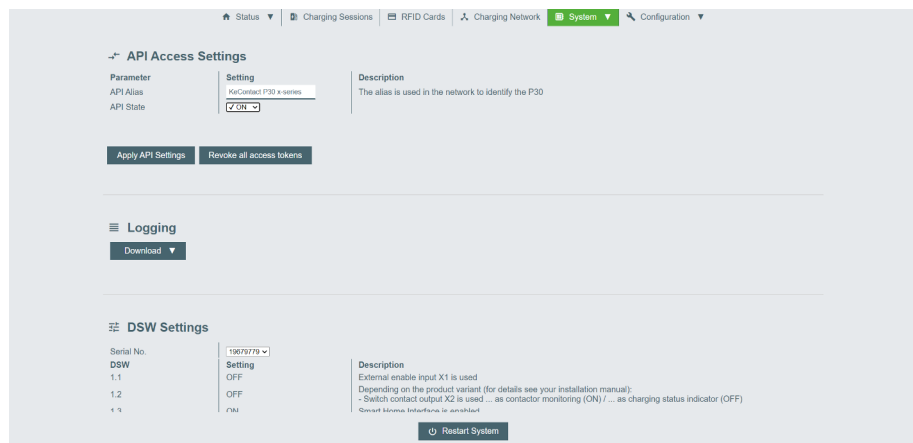 Status ▼ Charging Sessions RFID Cards Charging Network System ▼ Configuration ▼
API Access Settings
Parameter Setting Description
API Alias KeContact P30 x-series The alias is used in the network to identify the P30
API State ✓ ON
Apply API Settings Revoke all access tokens
Logging
Download ▼
DSW Settings
Serial No. 19679779
DSW Setting Description
1.1 OFF External enable input X1 is used
1.2 OFF Depending on the product variant (for details see your installation manual):
- Switch contact output X2 is used ... as contactor monitoring (ON) / ... as charging status indicator (OFF)
1.3 ON Smart Home Interface is enabled
Restart System